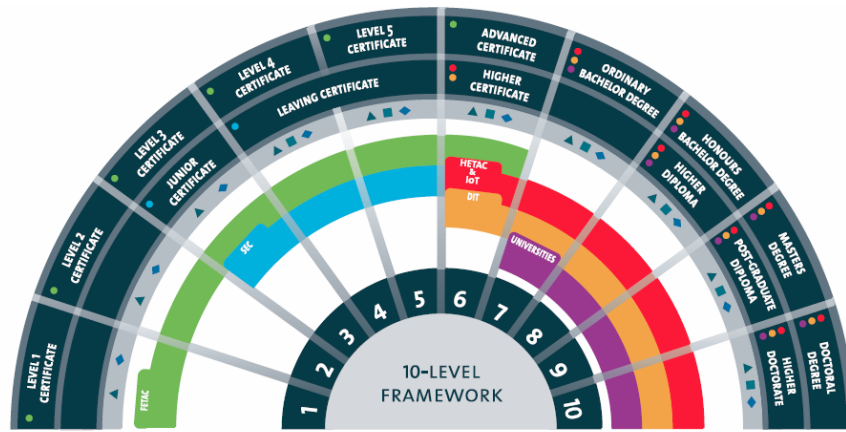 LEVEL 1
CERTIFICATE
LEVEL 2
CERTIFICATE
LEVEL 3
CERTIFICATE
LEVEL 4
CERTIFICATE
LEVEL 5
CERTIFICATE
ADVANCED
CERTIFICATE
ORDINARY
BACHELOR DEGREE
HONOURS
BACHELOR DEGREE
MASTERS
DEGREE
DOCTORAL
DEGREE
JUNIOR
CERTIFICATE
LEAVING CERTIFICATE
HIGHER
CERTIFICATE
HIGHER
DIPLOMA
POST-GRADUATE
DIPLOMA
HIGHER
DOCTORATE
FETAC
SEC
HETAC
&
IoT
DIT
UNIVERSITIES
1
2
3
4
5
6
7
8
9
10
10-LEVEL
FRAMEWORK